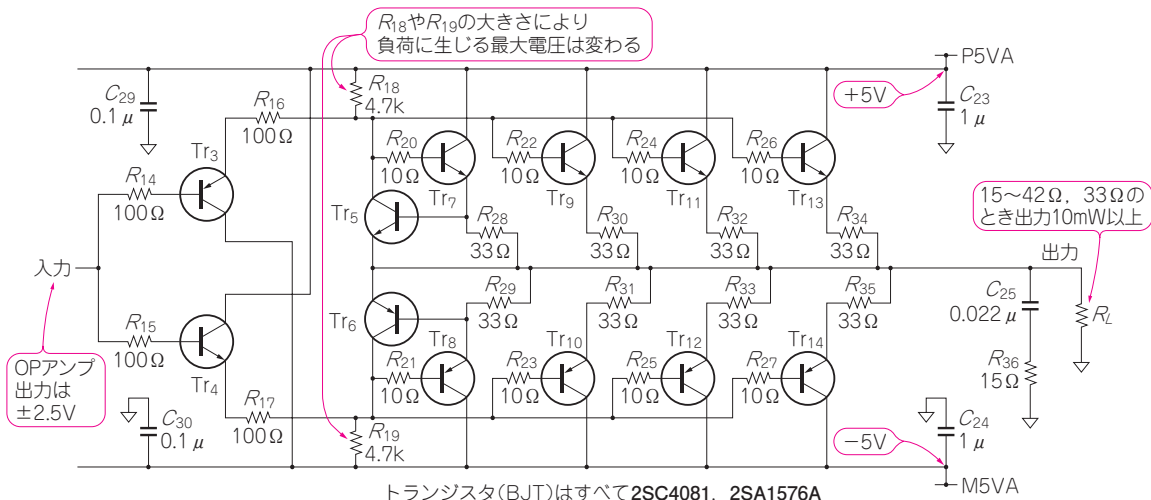 R18やR19の大きさにより
負荷に生じる最大電圧は変わる
P5VA
C29
0.1μ
R16
100Ω
R18
4.7k
+5V
C23
1μ
Tr3
R14
100Ω
R20
10Ω
R22
10Ω
R24
10Ω
R26
10Ω
Tr7
Tr9
Tr11
Tr13
Tr5
R28
33Ω
R30
33Ω
R32
33Ω
R34
33Ω
15～42Ω，33Ωの
とき出力10mW以上
入力
出力
R15
100Ω
Tr4
Tr6
R29
33Ω
R31
33Ω
R33
33Ω
R35
33Ω
C25
0.022μ
RL
OPアンプ
出力は
±2.5V
R21
10Ω
R23
10Ω
R25
10Ω
R27
10Ω
Tr8
Tr10
Tr12
Tr14
R36
15Ω
C30
0.1μ
R17
100Ω
R19
4.7k
−5V
C24
1μ
M5VA
トランジスタ(BJT)はすべて2SC4081，2SA1576A